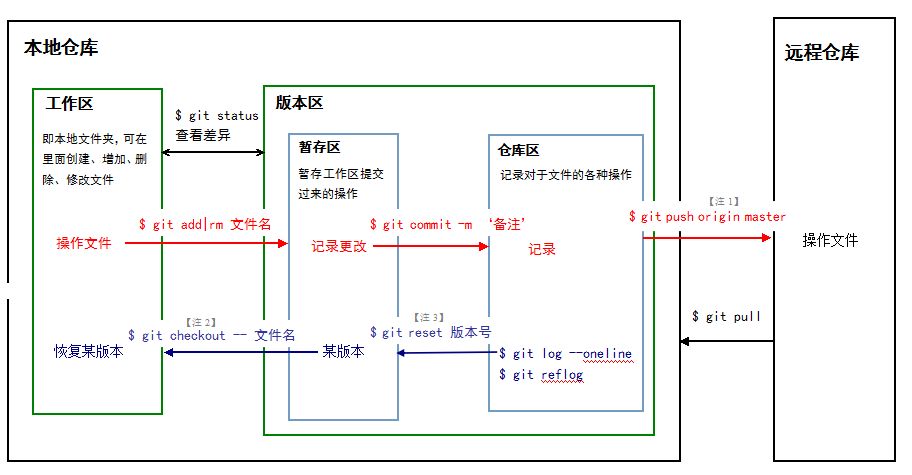 本地仓库
远程仓库
工作区
即本地文件夹，可在
里面创建、增加、删
除、修改文件
$ git status
查看差异
版本区
暂存区
暂存工作区提交
过来的操作
仓库区
记录对于文件的各种操作
$ git add|rm 文件名
$ git commit -m ‘备注’
【注1】
$ git push origin master
操作文件
记录更改
记录
操作文件
【注2】
$ git checkout -- 文件名
【注3】
$ git reset 版本号
$ git pull
恢复某版本
某版本
$ git log --oneline
$ git reflog